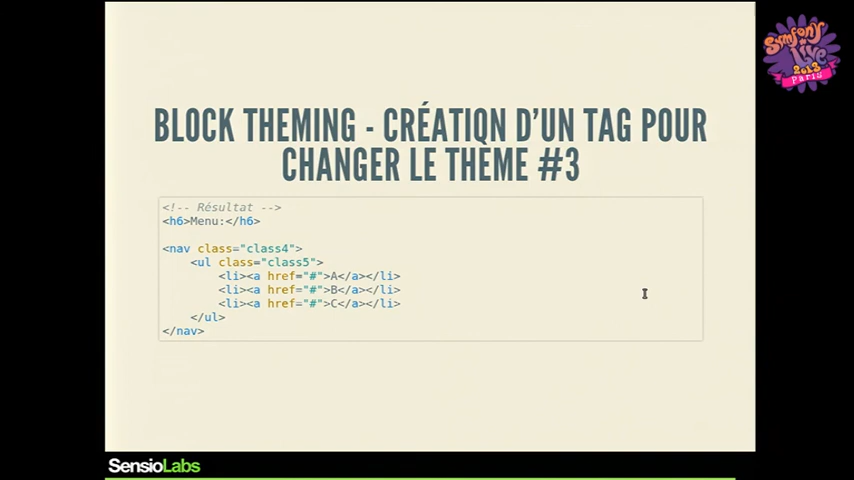 Symfony
Live
2013
Paris
BLOCK THEMING - CRÉATION D'UN TAG POUR
CHANGER LE THEME #3
<!-- Résultat -->
<h6>Menu:</h6>
<nav class="class4">
<ul class="class5">
<li><a href="#">A</a></li>
<li><a href="#">B</a></li>
<li><a href="#">C</a></li>
</ul>
</nav>
SensioLabs